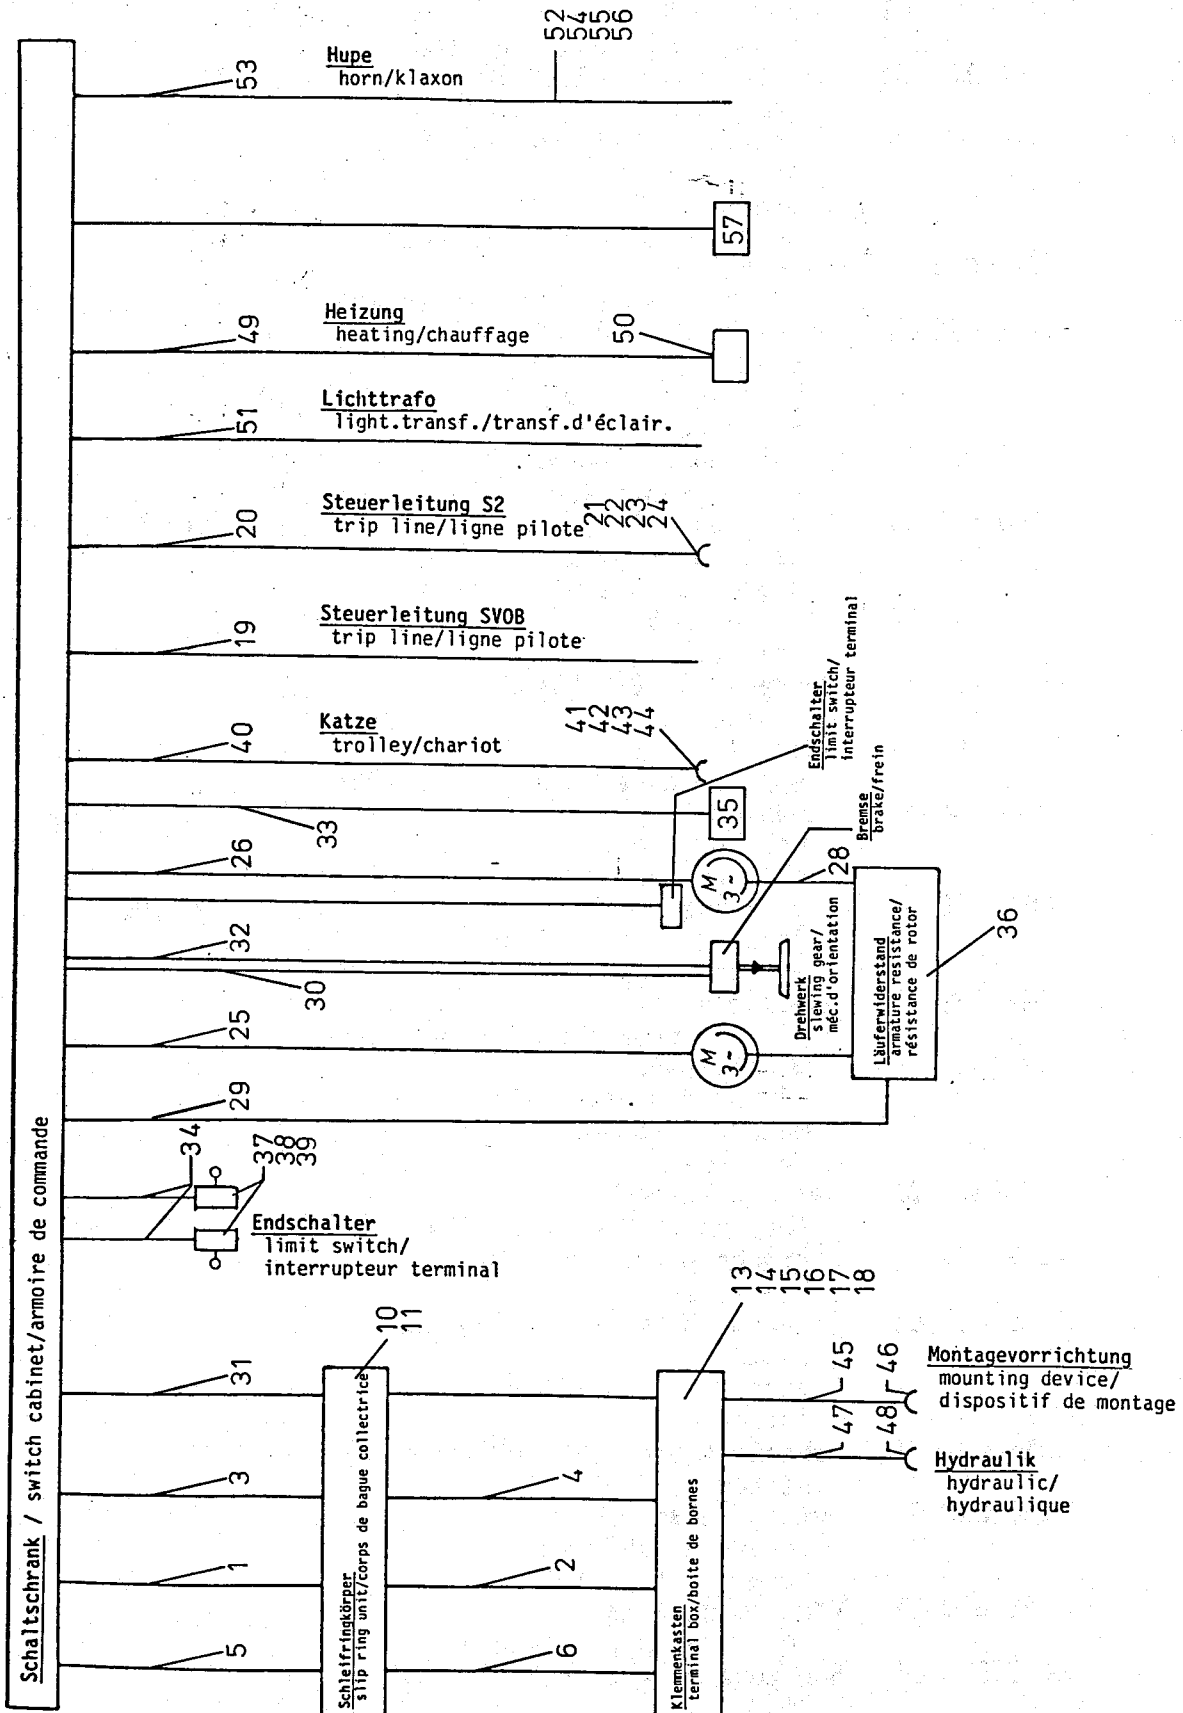 Schaltschrank / switch cabinet/armoire de commande
53
Hupe
horn/klaxon
52
54
55
56
57
49
Heizung
heating/chauffage
50
51
Lichttrafo
light.transf./transf.d'éclair.
20
Steuerleitung S2
trip line/ligne pilote
21
22
23
24
19
Steuerleitung SVOB
trip line/ligne pilote
40
Katze
trolley/chariot
41
42
43
44
Endschalter
limit switch/
interrupteur terminal
33
35
26
M
3~
28
Bremse
brake/frein
32
30
Drehwerk
slewing gear/
méc.d'orientation
25
M
3~
Läuferwiderstand
armature resistance/
résistance de rotor
36
29
34
37
38
39
Endschalter
limit switch/
interrupteur terminal
31
3
1
5
Schleifringkörper
slip ring unit/corps de bague collectrice
10
11
4
2
6
Klemmenkasten
terminal box/boite de bornes
13
14
15
16
17
18
45
46
Montagevorrichtung
mounting device/
dispositif de montage
47
48
Hydraulik
hydraulic/
hydraulique